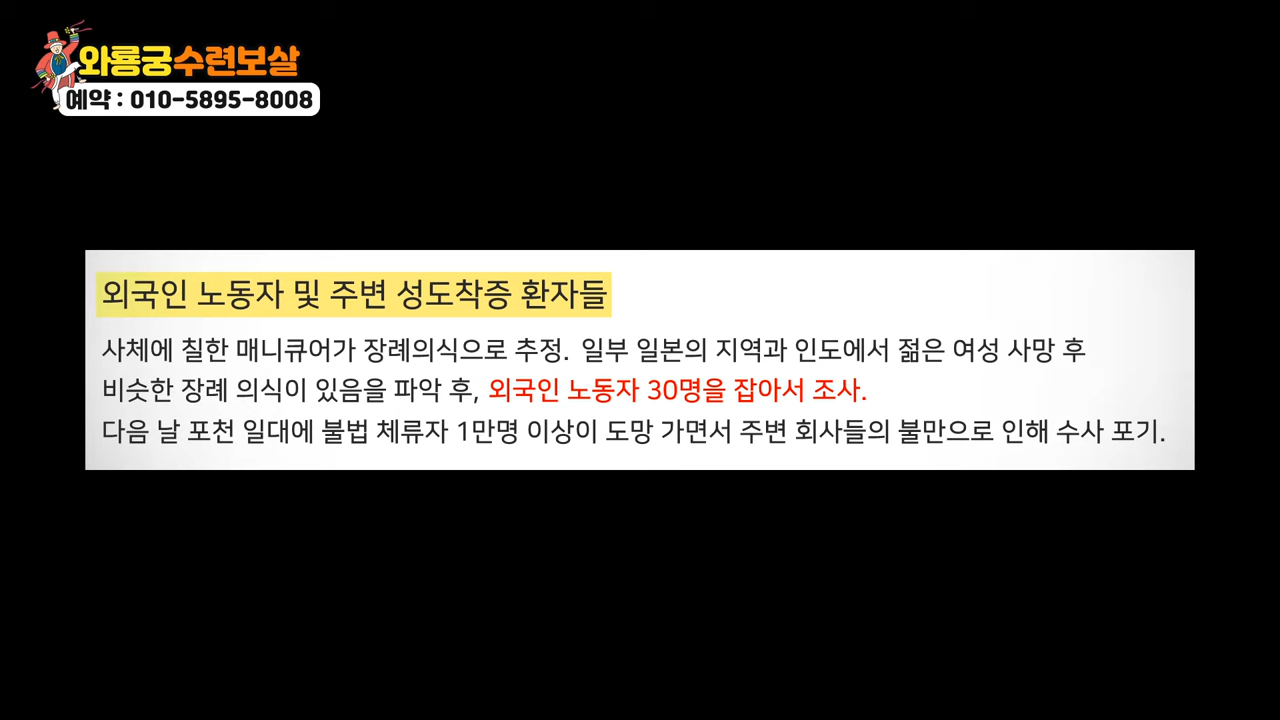 와룡궁수련보살
예약 : 010-5895-8008
외국인 노동자 및 주변 성도착증 환자들
사체에 칠한 매니큐어가 장례의식으로 추정. 일부 일본의 지역과 인도에서 젊은 여성 사망 후
비슷한 장례 의식이 있음을 파악 후, 외국인 노동자 30명을 잡아서 조사.
다음 날 포천 일대에 불법 체류자 1만명 이상이 도망 가면서 주변 회사들의 불만으로 인해 수사 포기.